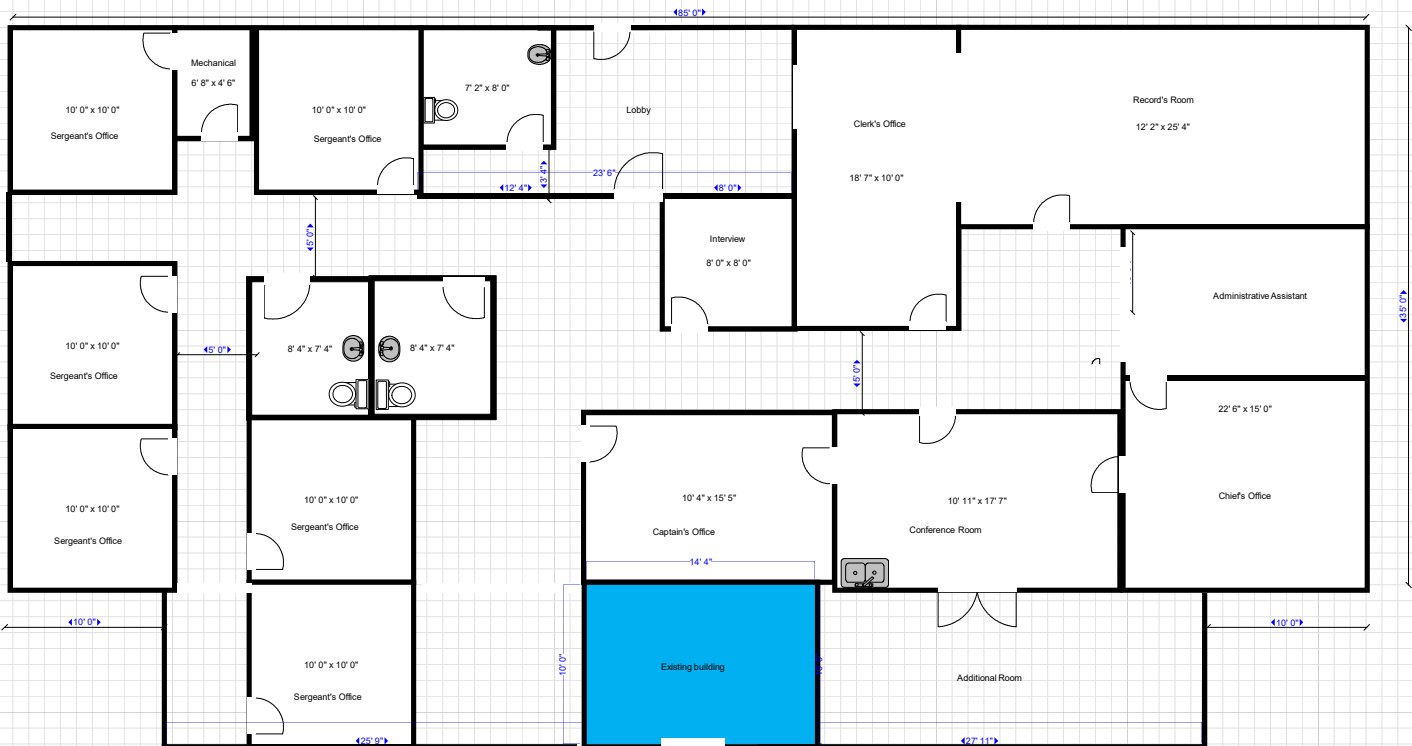 85' 0"
Mechanical
6' 8" x 4' 6"
7' 2" x 8' 0"
10' 0" x 10' 0"
Sergeant's Office
10' 0" x 10' 0"
Sergeant's Office
Lobby
Clerk's Office
Record's Room
12' 2" x 25' 4"
23' 6"
3' 4"
12' 4"
8' 0"
18' 7" x 10' 0"
5' 0"
Interview
8' 0" x 8' 0"
Administrative Assistant
35' 0"
10' 0" x 10' 0"
Sergeant's Office
5' 0"
8' 4" x 7' 4"
8' 4" x 7' 4"
5' 0"
22' 6" x 15' 0"
Chief's Office
10' 0" x 10' 0"
Sergeant's Office
10' 0" x 10' 0"
Sergeant's Office
10' 4" x 15' 5"
Captain's Office
10' 11" x 17' 7"
Conference Room
14' 4"
10' 0"
10' 0"
10' 0" x 10' 0"
Sergeant's Office
10' 0"
Existing building
Additional Room
25' 9"
27' 11"